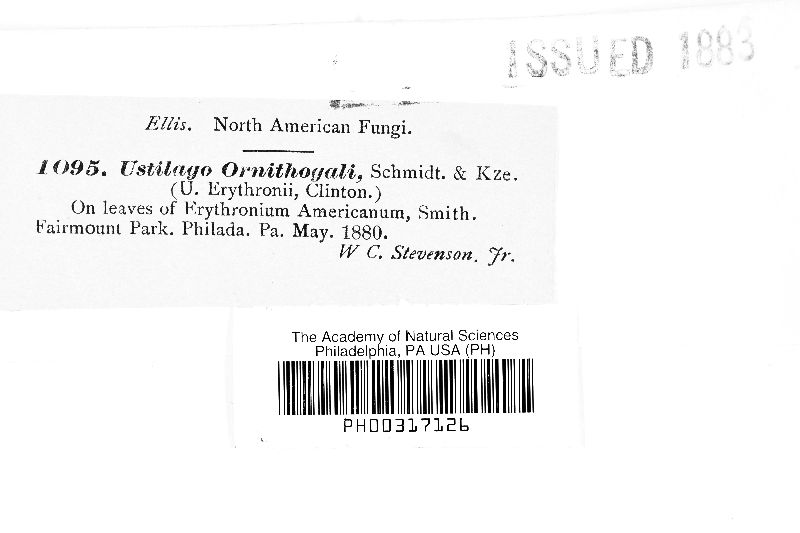 ISSUED 1883
Ellis. North American Fungi.
1095. Ustilago Ornithogali, Schmidt. & Kze.
(U. Erythronii, Clinton.)
On leaves of Erythronium Americanum, Smith.
Fairmount Park. Philada. Pa. May. 1880.
W C. Stevenson. Jr.
The Academy of Natural Sciences
Philadelphia, PA USA (PH)
PH00317126